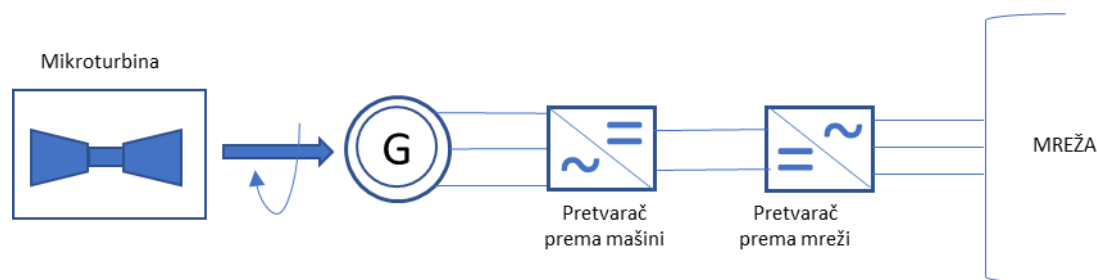 Mikroturbina
G
Pretvarač
prema mašini
Pretvarač
prema mreži
MREŽA